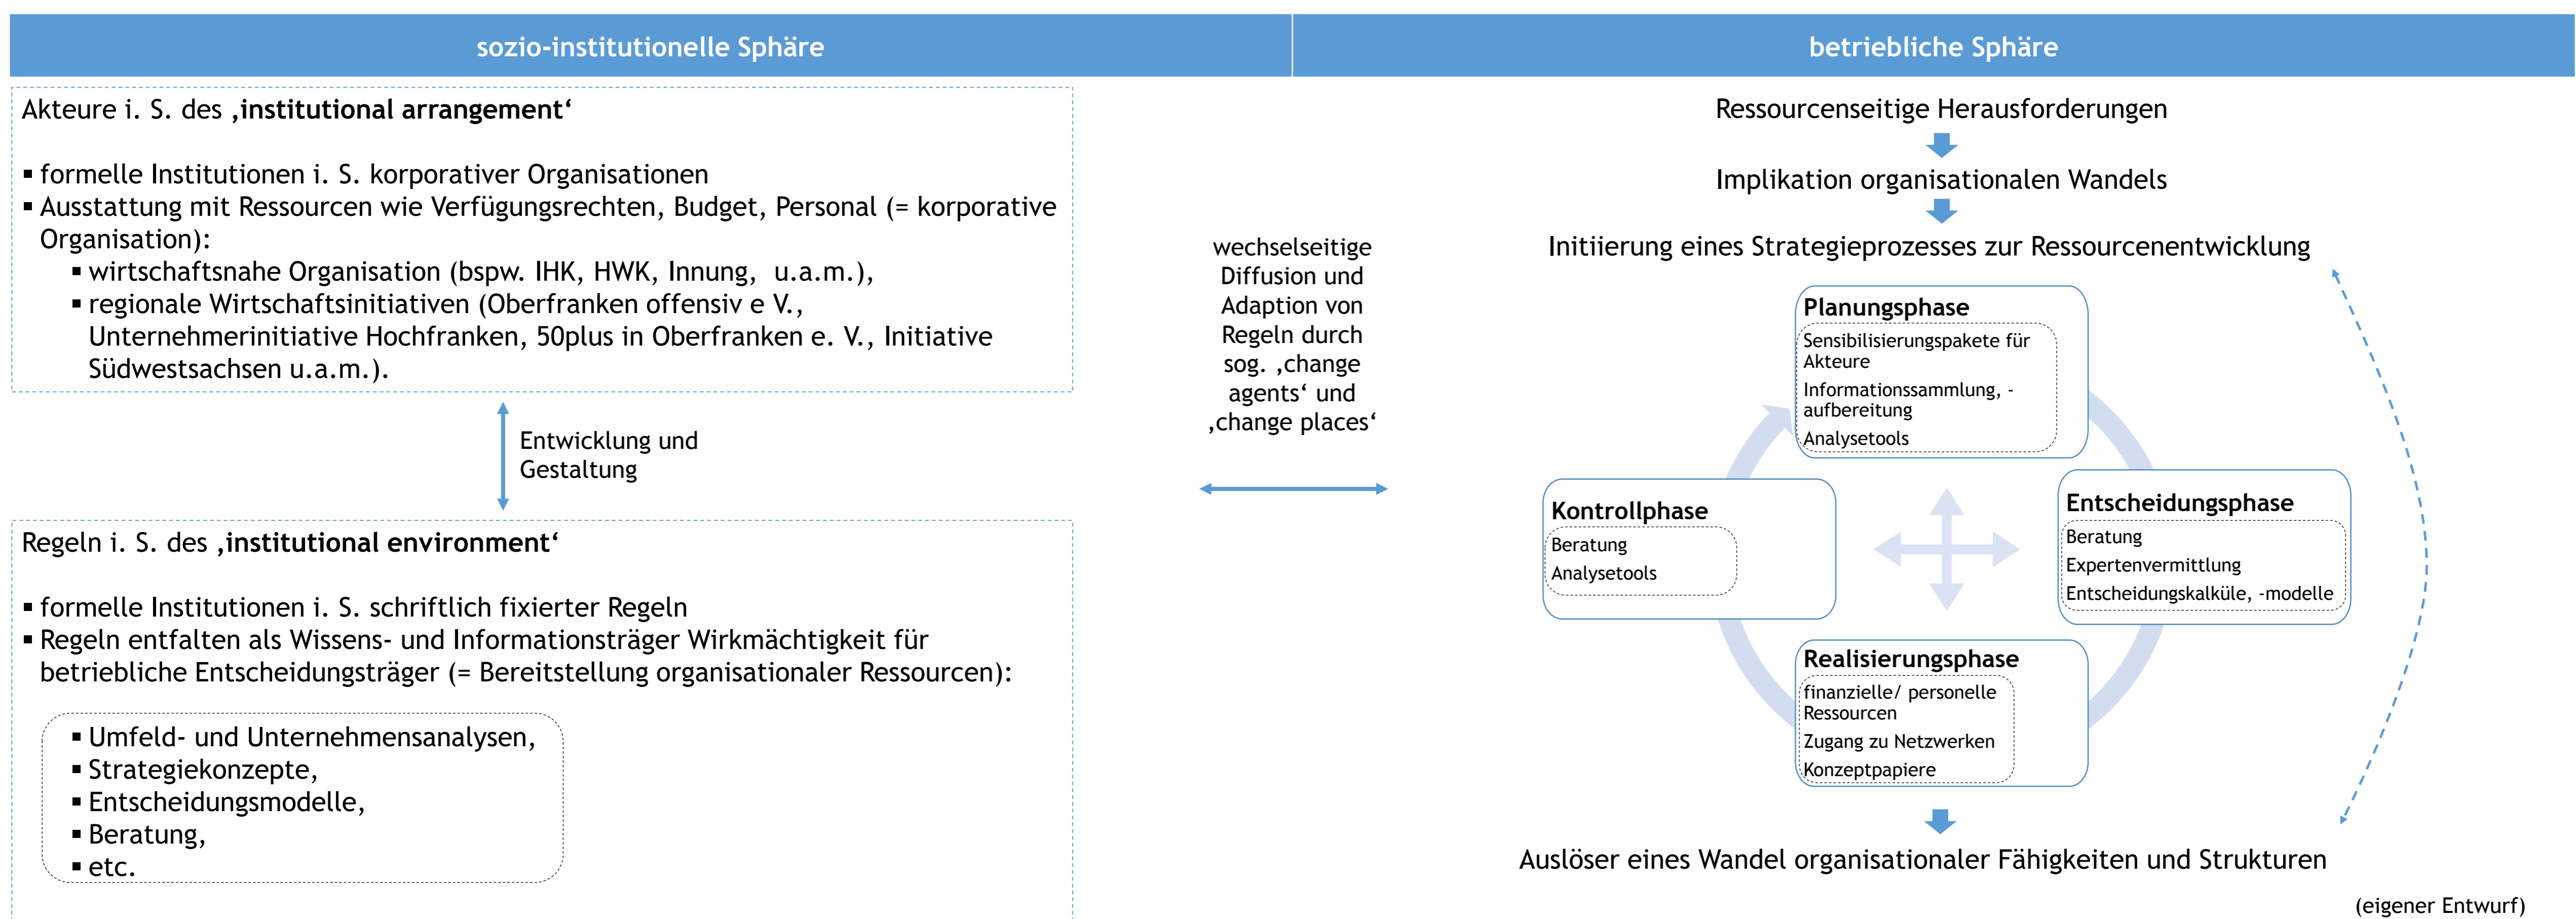 sozio-institutionelle Sphäre
betriebliche Sphäre
Akteure i. S. des ‚institutional arrangement‘
▪ formelle Institutionen i. S. korporativer Organisationen
▪ Ausstattung mit Ressourcen wie Verfügungsrechten, Budget, Personal (= korporative
Organisation):
▪ wirtschaftsnahe Organisation (bspw. IHK, HWK, Innung, u.a.m.),
▪ regionale Wirtschaftsinitiativen (Oberfranken offensiv e V.,
Unternehmerinitiative Hochfranken, 50plus in Oberfranken e. V., Initiative
Südwestsachsen u.a.m.).
Entwicklung und
Gestaltung
Regeln i. S. des ‚institutional environment‘
▪ formelle Institutionen i. S. schriftlich fixierter Regeln
▪ Regeln entfalten als Wissens- und Informationsträger Wirkmächtigkeit für
betriebliche Entscheidungsträger (= Bereitstellung organisationaler Ressourcen):
▪ Umfeld- und Unternehmensanalysen,
▪ Strategiekonzepte,
▪ Entscheidungsmodelle,
▪ Beratung,
▪ etc.
wechselseitige
Diffusion und
Adaption von
Regeln durch
sog. ‚change
agents‘ und
‚change places‘
Ressourcenseitige Herausforderungen
Implikation organisationalen Wandels
Initiierung eines Strategieprozesses zur Ressourcenentwicklung
Planungsphase
Sensibilisierungspakete für
Akteure
Informationssammlung, -
aufbereitung
Analysetools
Entscheidungsphase
Beratung
Expertenvermittlung
Entscheidungskalküle, -modelle
Realisierungsphase
finanzielle/ personelle
Ressourcen
Zugang zu Netzwerken
Konzeptpapiere
Kontrollphase
Beratung
Analysetools
Auslöser eines Wandel organisationaler Fähigkeiten und Strukturen
(eigener Entwurf)